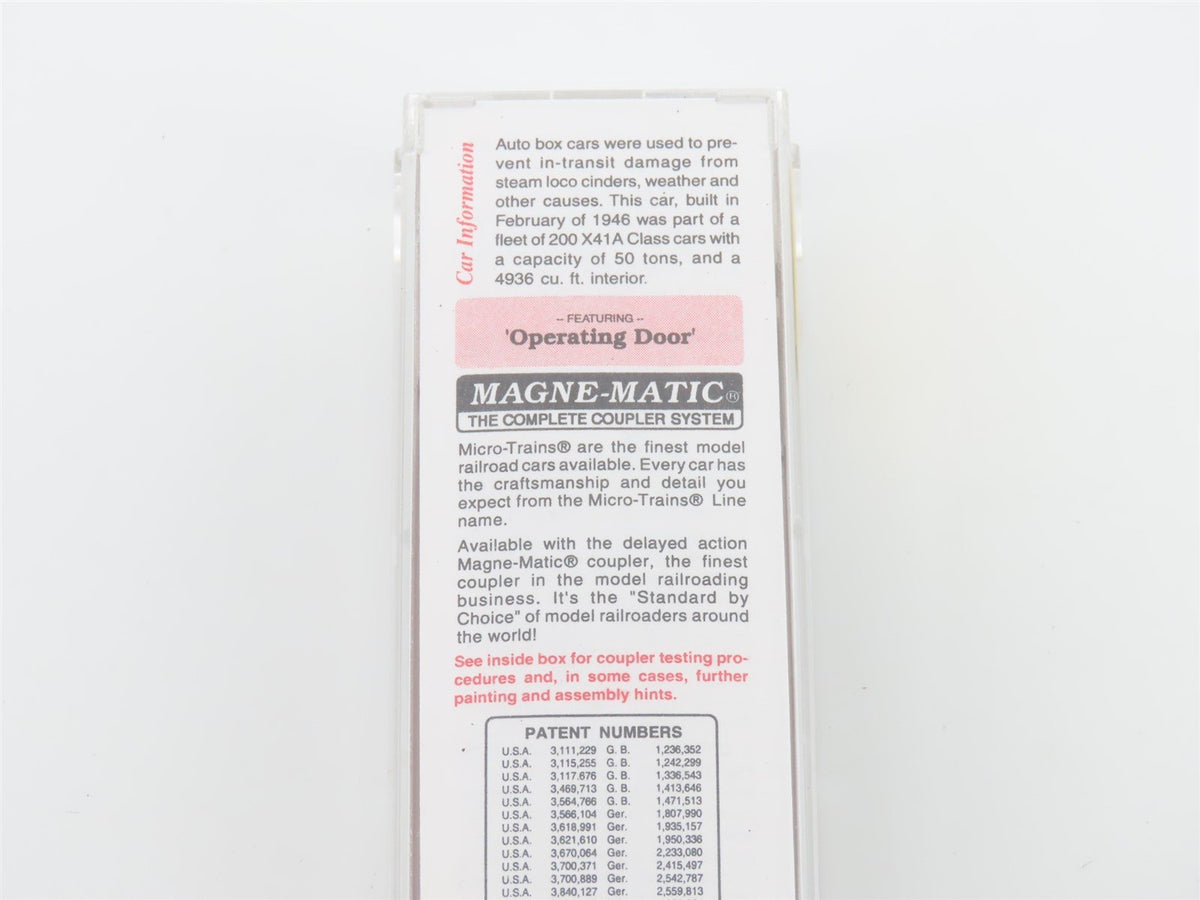 Car Information
Auto box cars were used to pre-
vent in-transit damage from
steam loco cinders, weather and
other causes. This car, built in
February of 1946 was part of a
fleet of 200 X41A Class cars with
a capacity of 50 tons, and a
4936 cu. ft. interior.
-- FEATURING --
'Operating Door'
MAGNE-MATIC®
THE COMPLETE COUPLER SYSTEM
Micro-Trains® are the finest model
railroad cars available. Every car has
the craftsmanship and detail you
expect from the Micro-Trains® Line
name.
Available with the delayed action
Magne-Matic® coupler, the finest
coupler in the model railroading
business. It's the "Standard by
Choice" of model railroaders around
the world!
See inside box for coupler testing pro-
cedures and, in some cases, further
painting and assembly hints.
PATENT NUMBERS
U.S.A. 3,111,229 G. B. 1,236,352
U.S.A. 3,115,255 G. B. 1,242,299
U.S.A. 3,117.676 G. B. 1,336,543
U.S.A. 3,469,713 G. B. 1,413,646
U.S.A. 3,564,766 G. B. 1,471,513
U.S.A. 3,566,104 Ger. 1,807,990
U.S.A. 3,618,991 Ger. 1,935,157
U.S.A. 3,621,610 Ger. 1,950,336
U.S.A. 3,670,064 Ger. 2,233,080
U.S.A. 3,700,371 Ger. 2,415,497
U.S.A. 3,700,889 Ger. 2,542,787
U.S.A. 3,840,127 Ger. 2,559,813